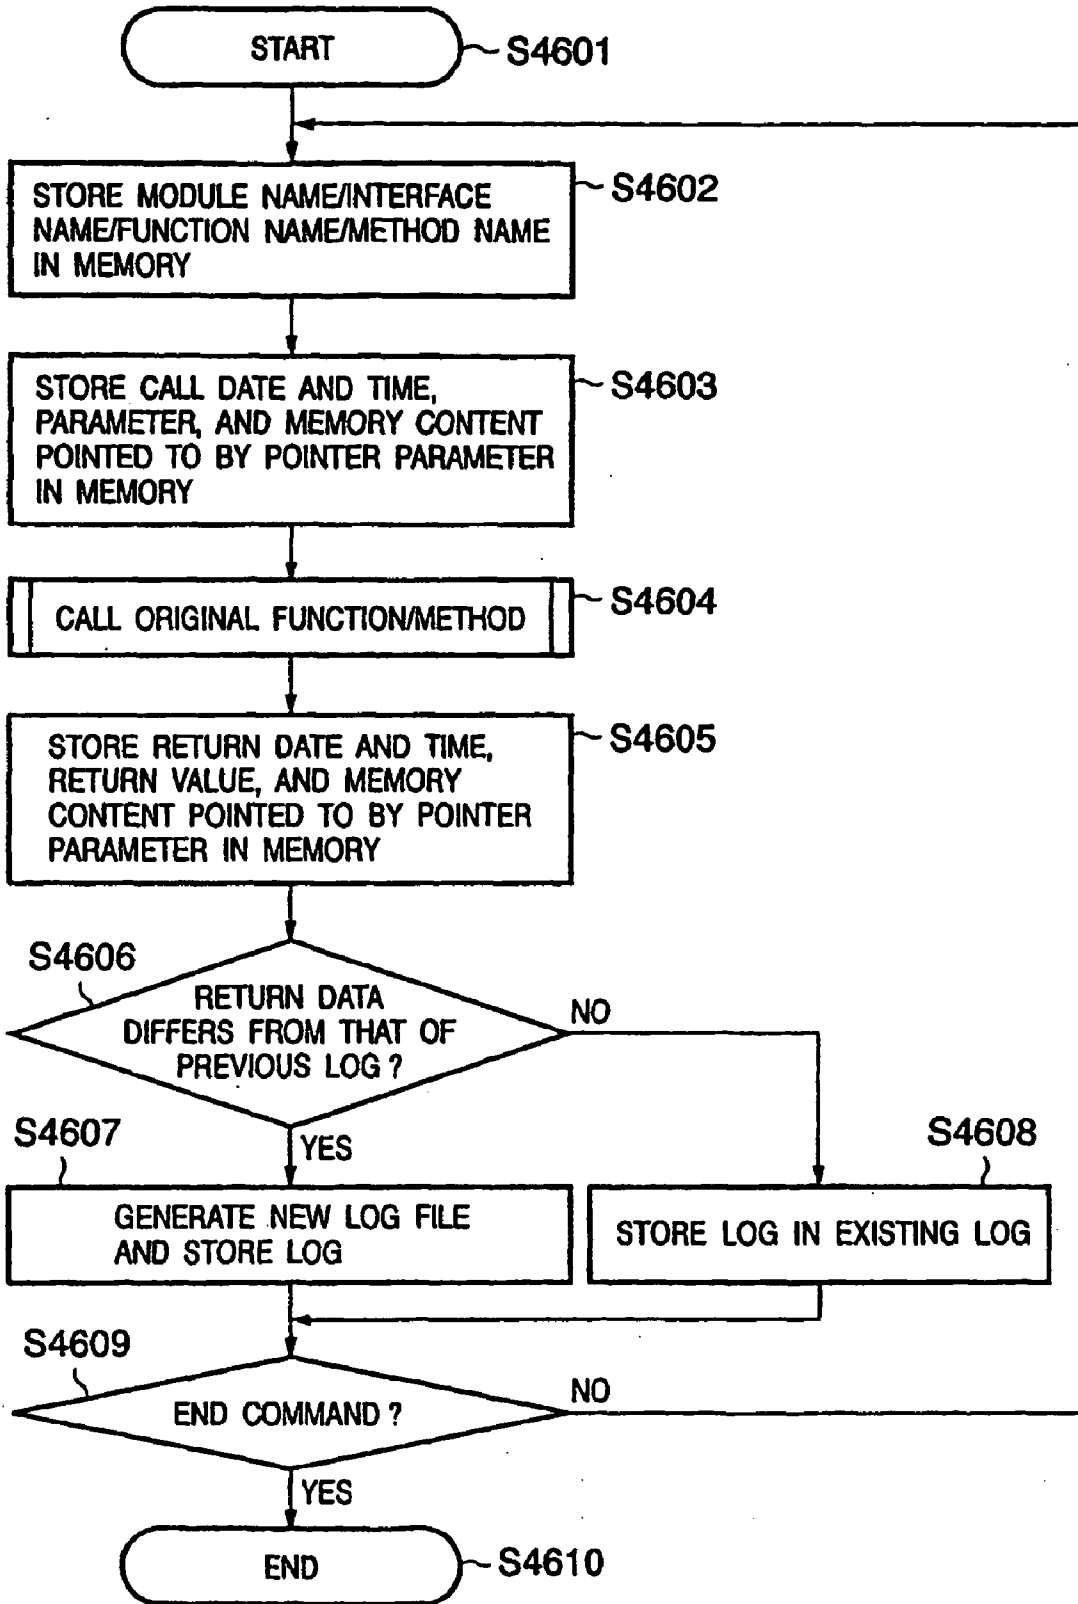 START
S4601
STORE MODULE NAME/INTERFACE
NAME/FUNCTION NAME/METHOD NAME
IN MEMORY
S4602
STORE CALL DATE AND TIME,
PARAMETER, AND MEMORY CONTENT
POINTED TO BY POINTER PARAMETER
IN MEMORY
S4603
CALL ORIGINAL FUNCTION/METHOD
S4604
STORE RETURN DATE AND TIME,
RETURN VALUE, AND MEMORY
CONTENT POINTED TO BY POINTER
PARAMETER IN MEMORY
S4605
S4606
RETURN DATA
DIFFERS FROM THAT OF
PREVIOUS LOG ?
NO
YES
S4607
GENERATE NEW LOG FILE
AND STORE LOG
S4608
STORE LOG IN EXISTING LOG
S4609
END COMMAND ?
NO
YES
END
S4610